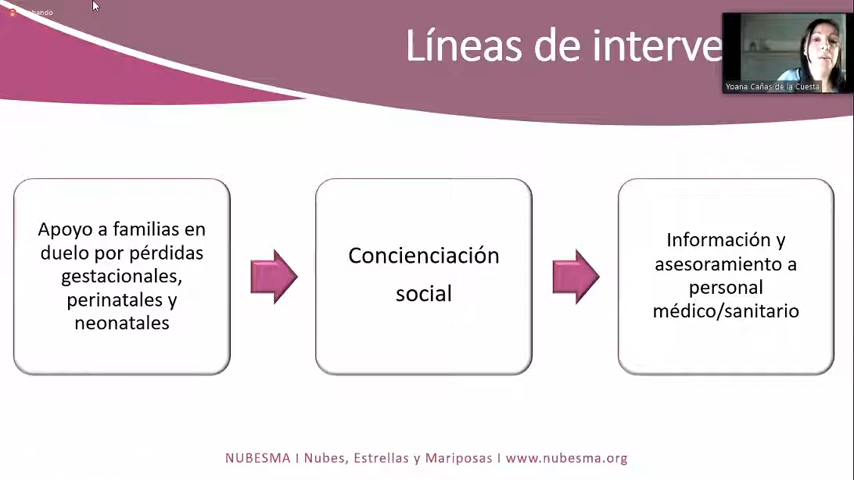 Líneas de interve
Yoana Cañas de la Cuesta
Apoyo a familias en
duelo por pérdidas
gestacionales,
perinatales y
neonatales
Concienciación
social
Información y
asesoramiento a
personal
médico/sanitario
NUBESMA I Nubes, Estrellas y Mariposas I www.nubesma.org